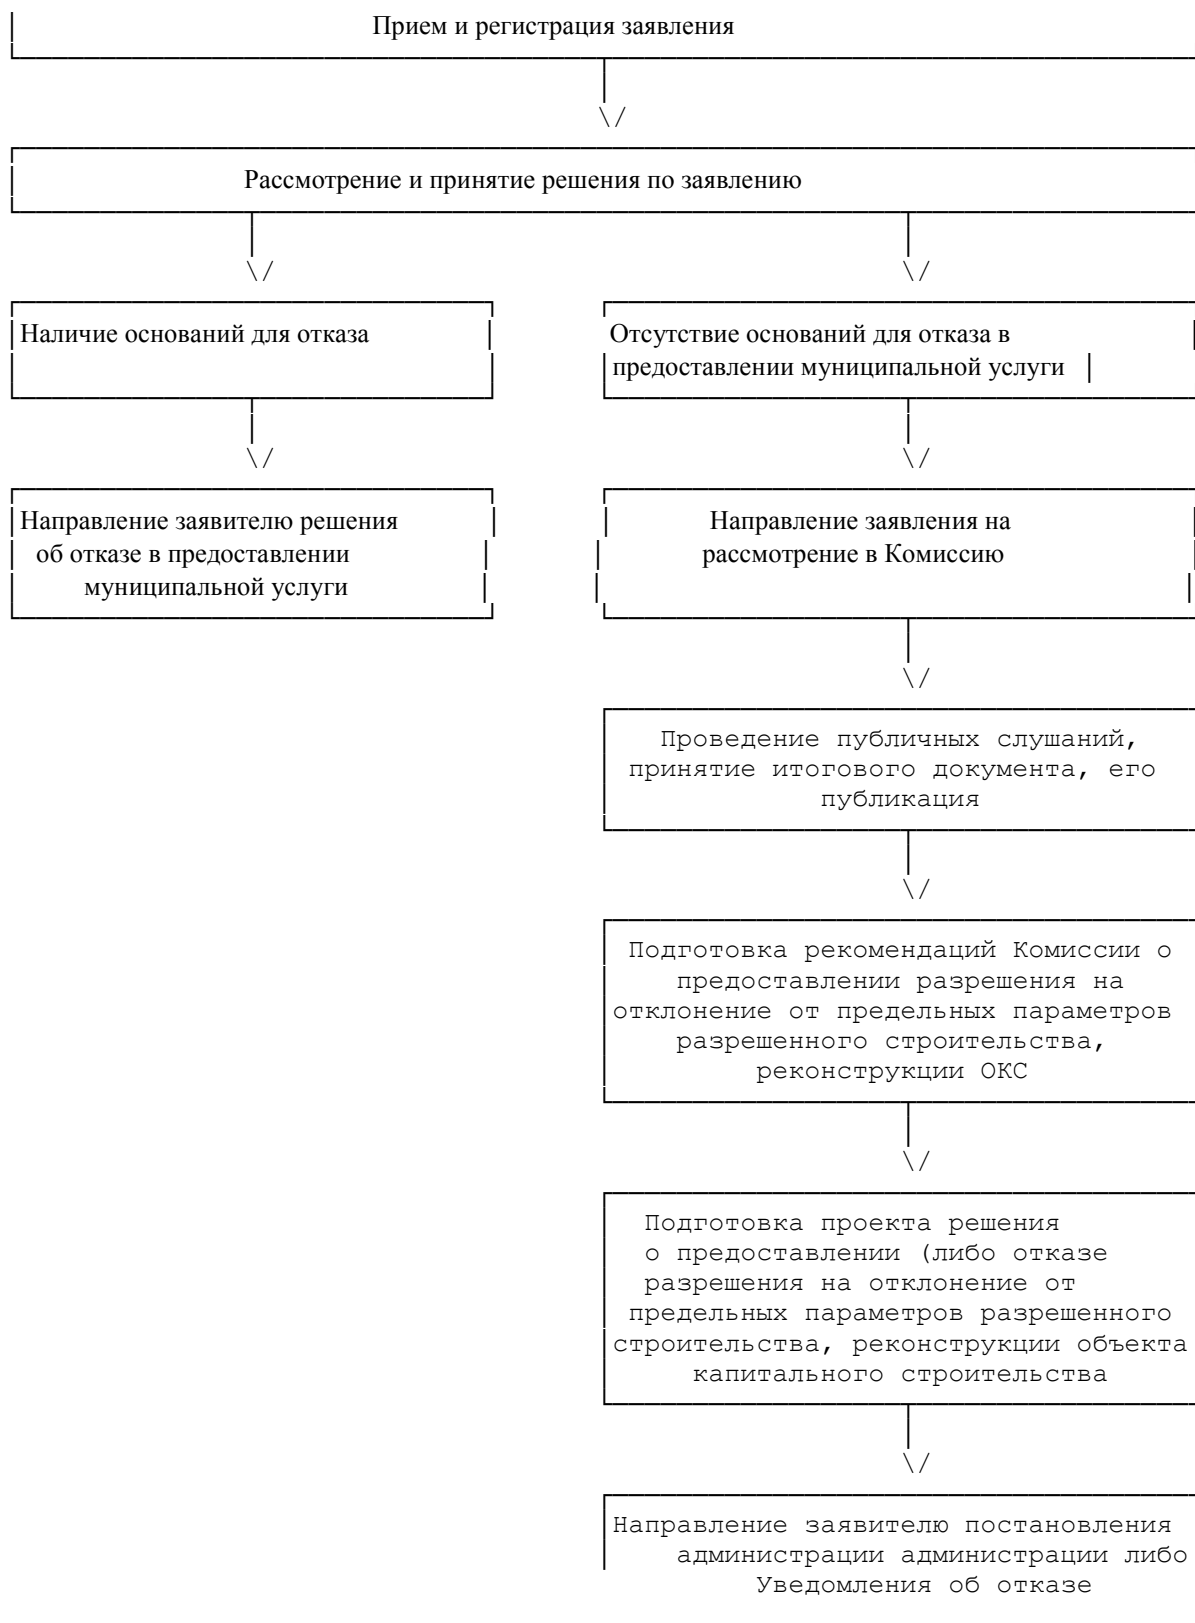 Прием и регистрация заявления
Рассмотрение и принятие решения по заявлению
Наличие оснований для отказа
Отсутствие оснований для отказа в
предоставлении муниципальной услуги
Направление заявителю решения
об отказе в предоставлении
муниципальной услуги
Направление заявления на
рассмотрение в Комиссию
Проведение публичных слушаний,
принятие итогового документа, его
публикация
Подготовка рекомендаций Комиссии о
предоставлении разрешения на
отклонение от предельных параметров
разрешенного строительства,
реконструкции ОКС
Подготовка проекта решения
о предоставлении (либо отказе
разрешения на отклонение от
предельных параметров разрешенного
строительства, реконструкции объекта
капитального строительства
Направление заявителю постановления
администрации администрации либо
Уведомления об отказе